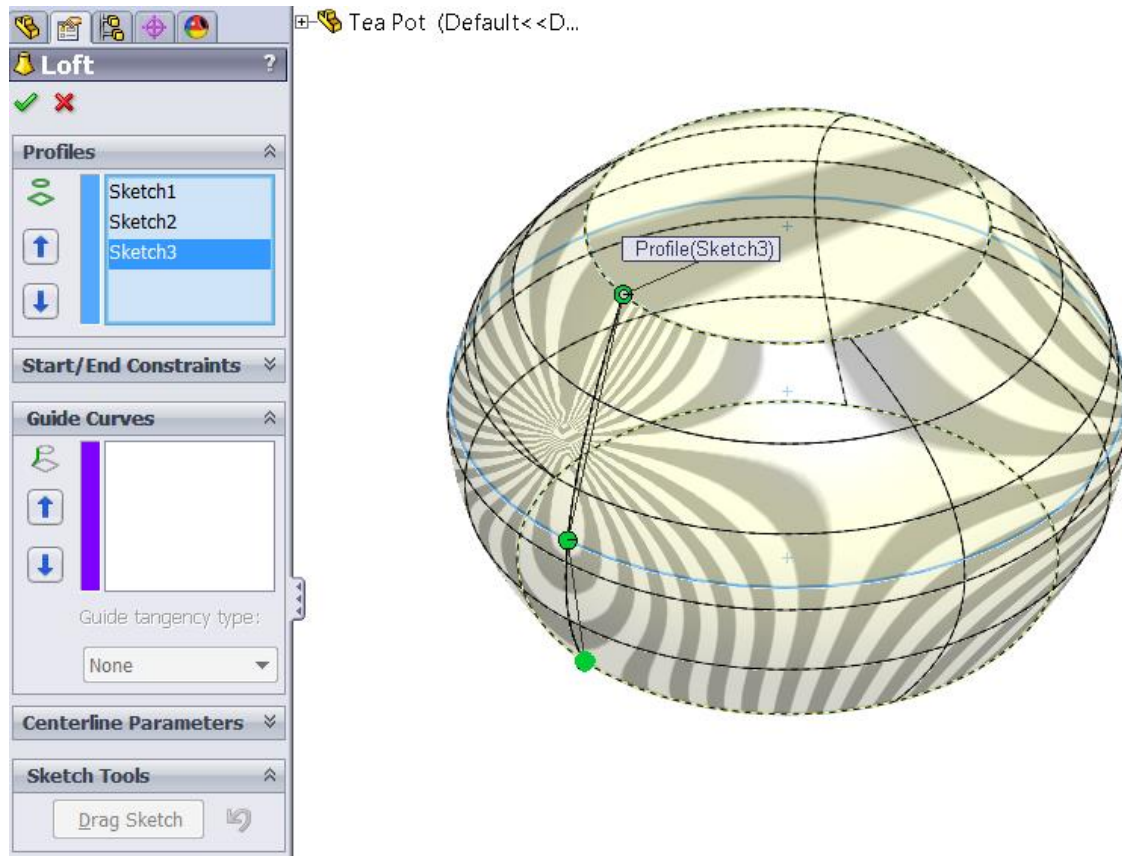 Tea Pot (Default<<D...
Loft ?
Profiles
Sketch1
Sketch2
Sketch3
Profile(Sketch3)
Start/End Constraints
Guide Curves
Guide tangency type:
None
Centerline Parameters
Sketch Tools
Drag Sketch